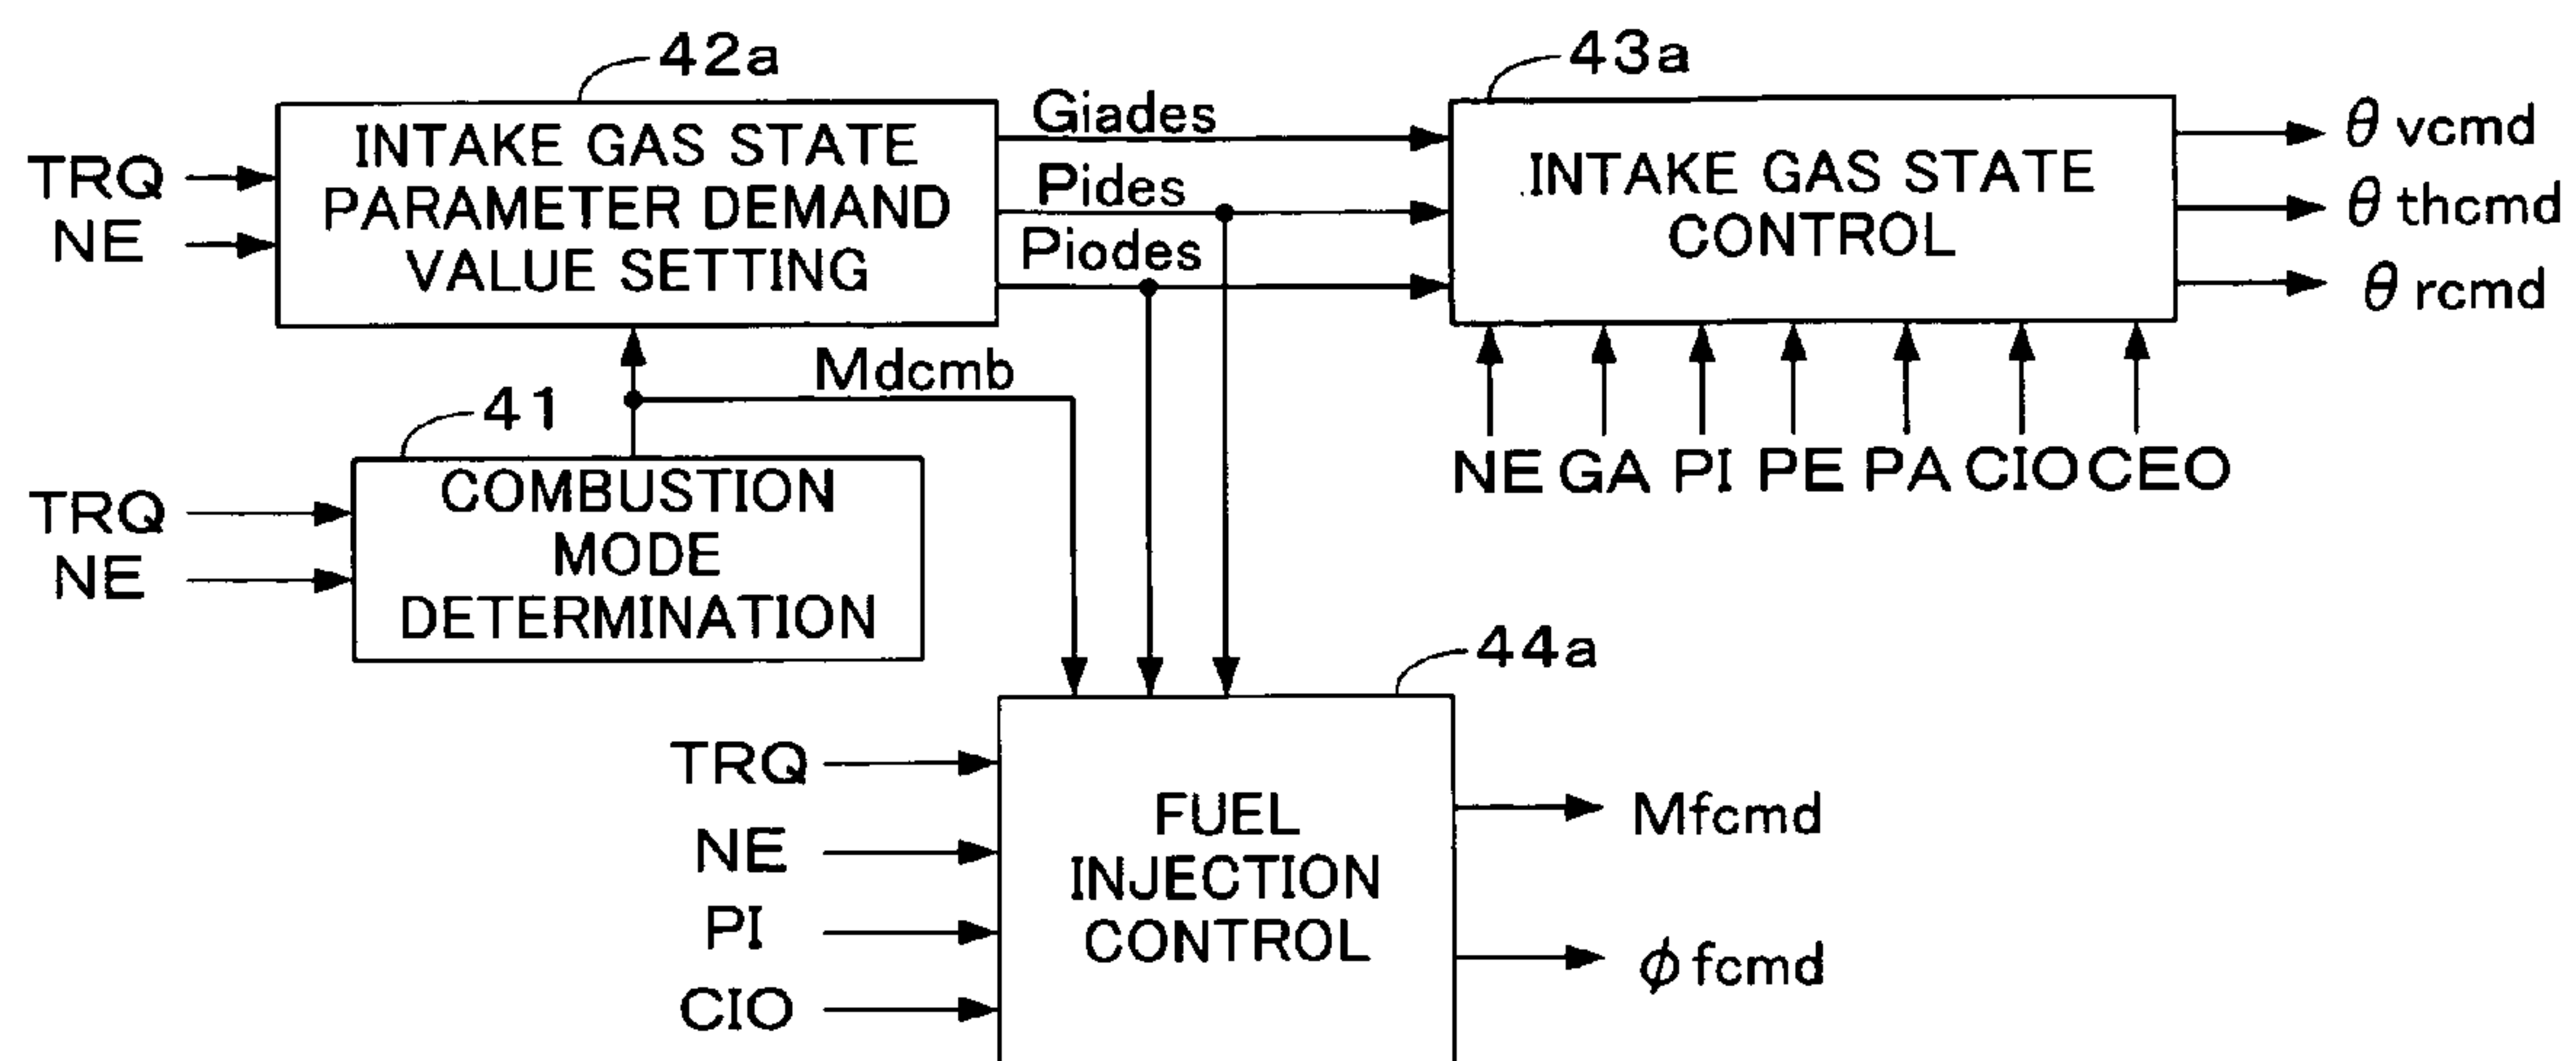 42a
43a
INTAKE GAS STATE
PARAMETER DEMAND
VALUE SETTING
TRQ
NE
Giades
Pides
Piodes
INTAKE GAS STATE
CONTROL
θ vcmd
θ thcmd
θ rcmd
Mdcmb
NE GA PI PE PA CIO CEO
41
COMBUSTION
MODE
DETERMINATION
TRQ
NE
44a
TRQ
NE
PI
CIO
FUEL
INJECTION
CONTROL
Mfcmd
ϕ fcmd